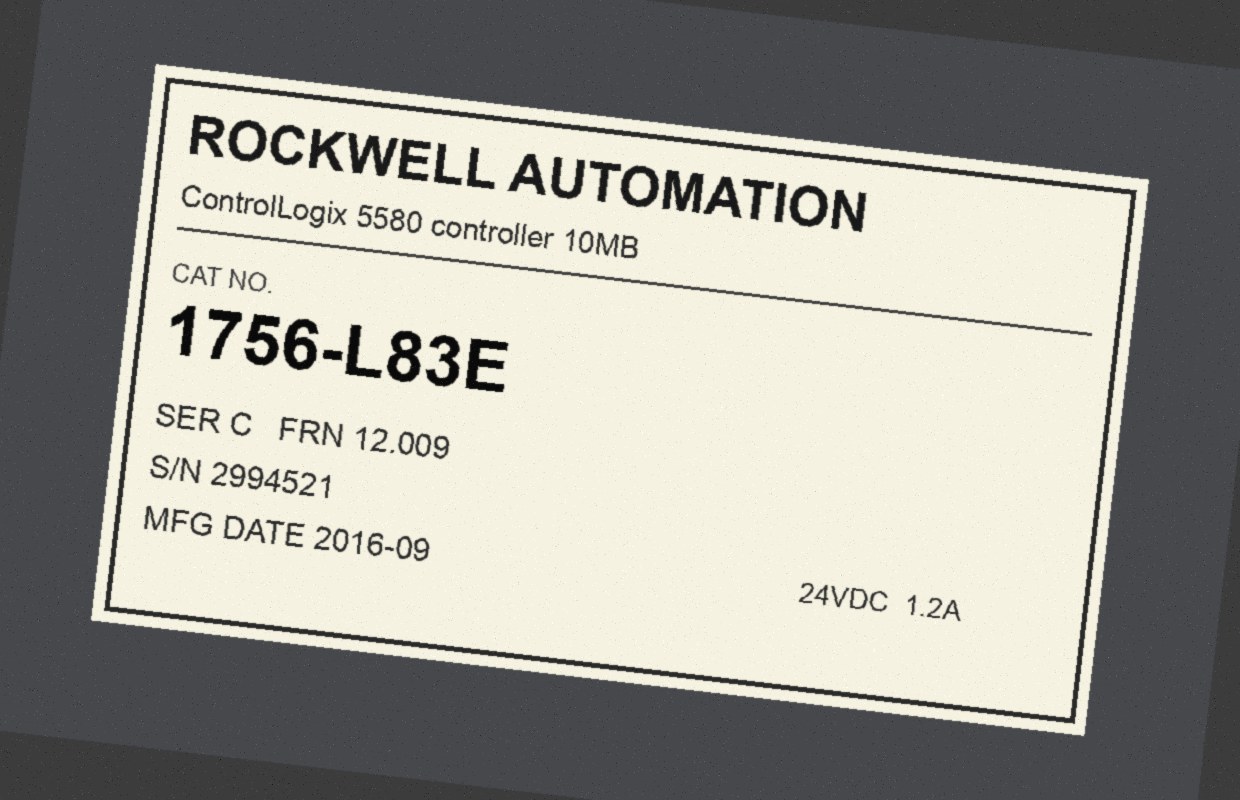 ROCKWELL AUTOMATION
ControlLogix 5580 controller 10MB
CAT NO.
1756-L83E
SER C FRN 12.009
S/N 2994521
MFG DATE 2016-09
24VDC 1.2A